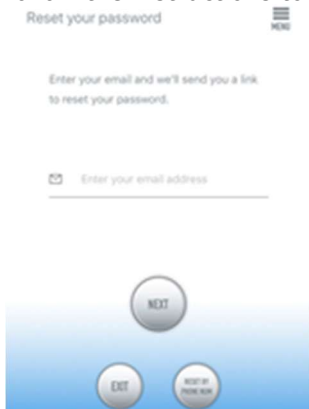 Reset your password
MENU
Enter your email and we'll send you a link
to reset your password.
Enter your email address
NEXT
EXIT
RESET BY
PHONE NUM